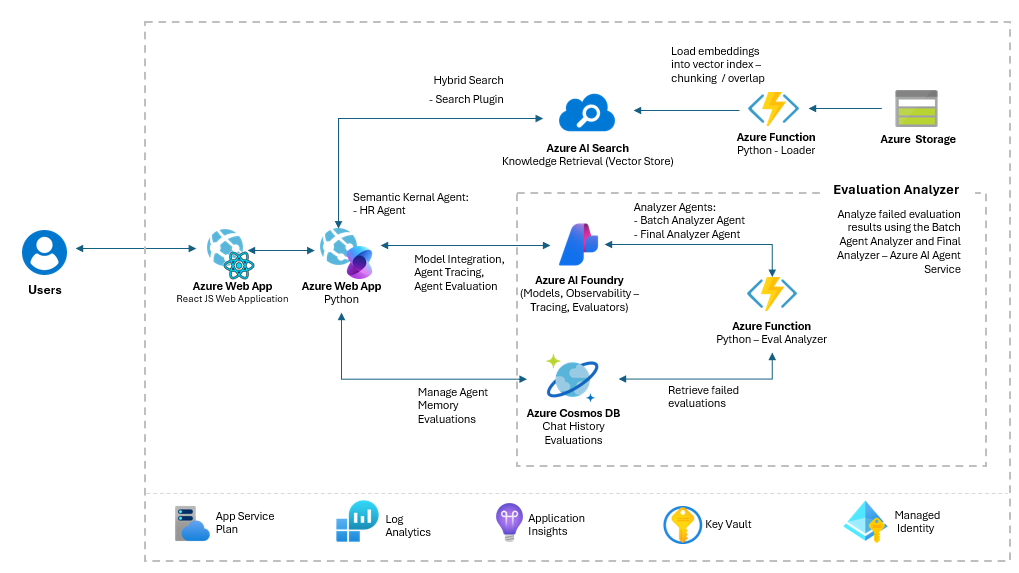 Load embeddings
into vector index –
chunking / overlap
Hybrid Search
- Search Plugin
Azure AI Search
Knowledge Retrieval (Vector Store)
Azure Function
Python - Loader
Azure Storage
Semantic Kernal Agent:
- HR Agent
Evaluation Analyzer
Analyze failed evaluation
results using the Batch
Agent Analyzer and Final
Analyzer – Azure AI Agent
Service
Analyzer Agents:
- Batch Analyzer Agent
- Final Analyzer Agent
Users
Azure Web App
React JS Web Application
Azure Web App
Python
Model Integration,
Agent Tracing,
Agent Evaluation
Azure AI Foundry
(Models, Observability –
Tracing, Evaluators)
Azure Function
Python – Eval Analyzer
Manage Agent
Memory
Evaluations
Azure Cosmos DB
Chat History
Evaluations
Retrieve failed
evaluations
App Service
Plan
Log
Analytics
Application
Insights
Key Vault
Managed
Identity